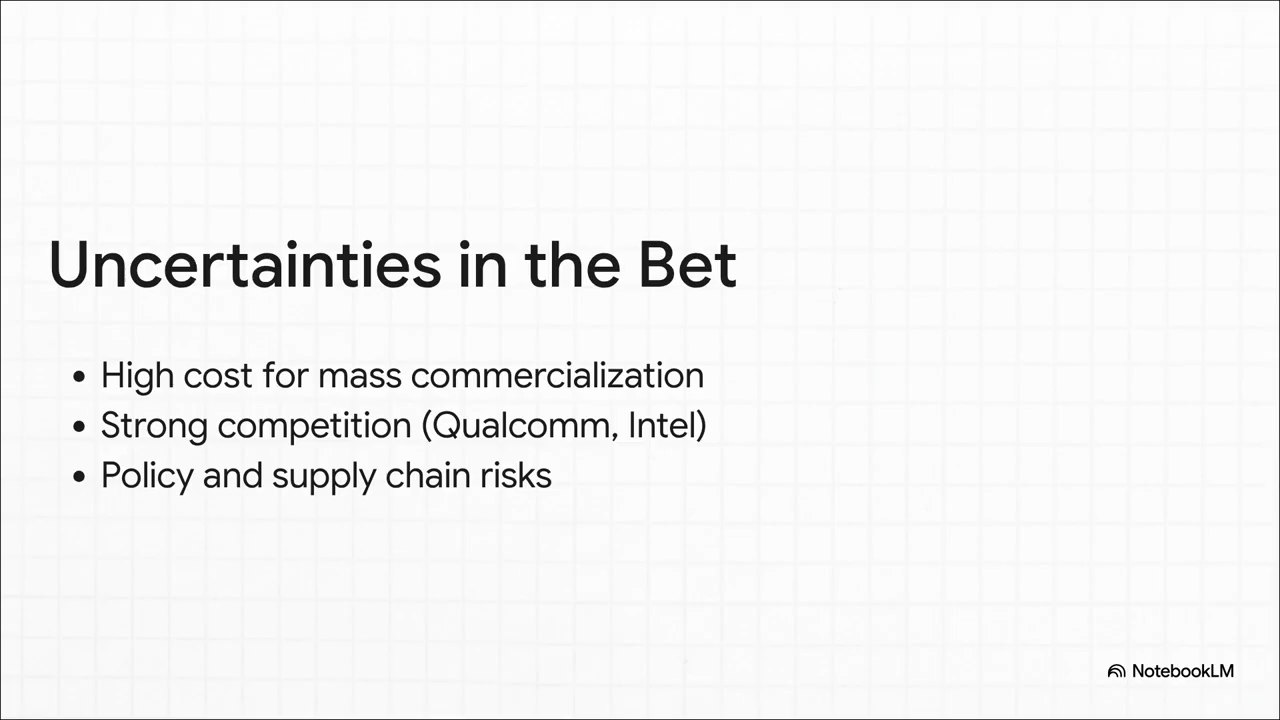 Uncertainties in the Bet
• High cost for mass commercialization
• Strong competition (Qualcomm, Intel)
• Policy and supply chain risks
NotebookLM